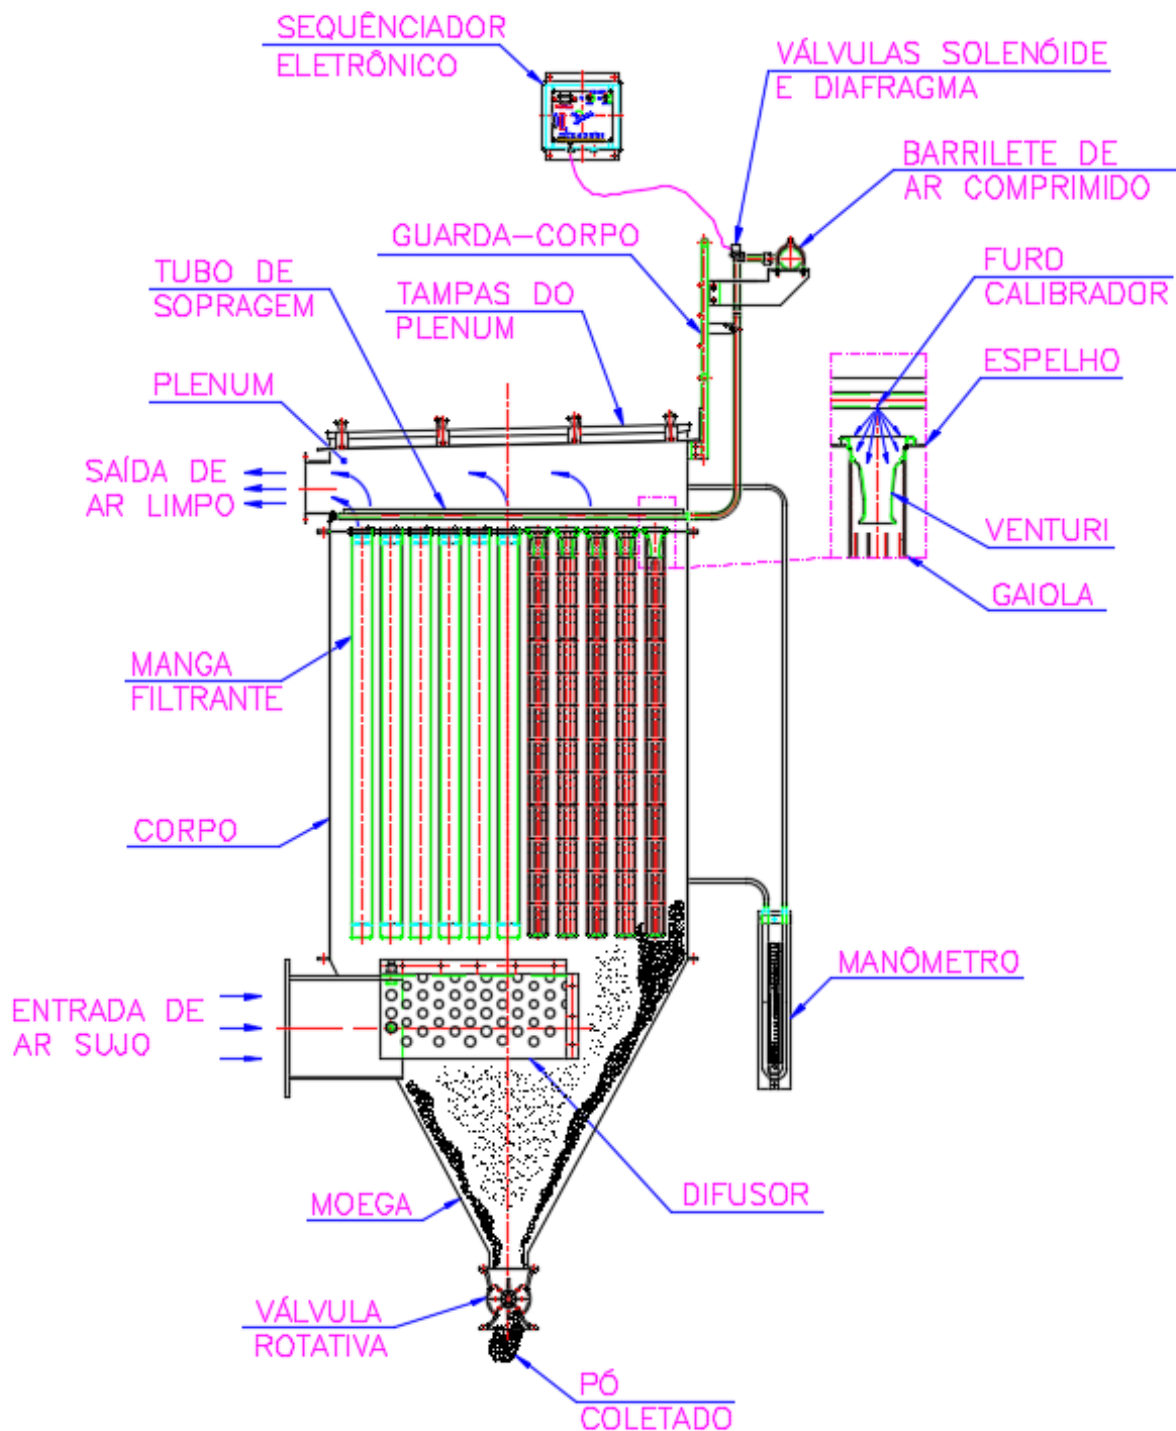 SEQUÊNCIADOR
ELETRÔNICO
VÁLVULAS SOLENÓIDE
E DIAFRAGMA
BARRILETE DE
AR COMPRIMIDO
GUARDA-CORPO
FURO
CALIBRADOR
TUBO DE
SOPRAGEM
TAMPAS DO
PLENUM
ESPELHO
PLENUM
SAÍDA DE
AR LIMPO
VENTURI
GAIOLA
MANGA
FILTRANTE
CORPO
MANÔMETRO
ENTRADA DE
AR SUJO
DIFUSOR
MOEGA
VÁLVULA
ROTATIVA
PÓ
COLETADO